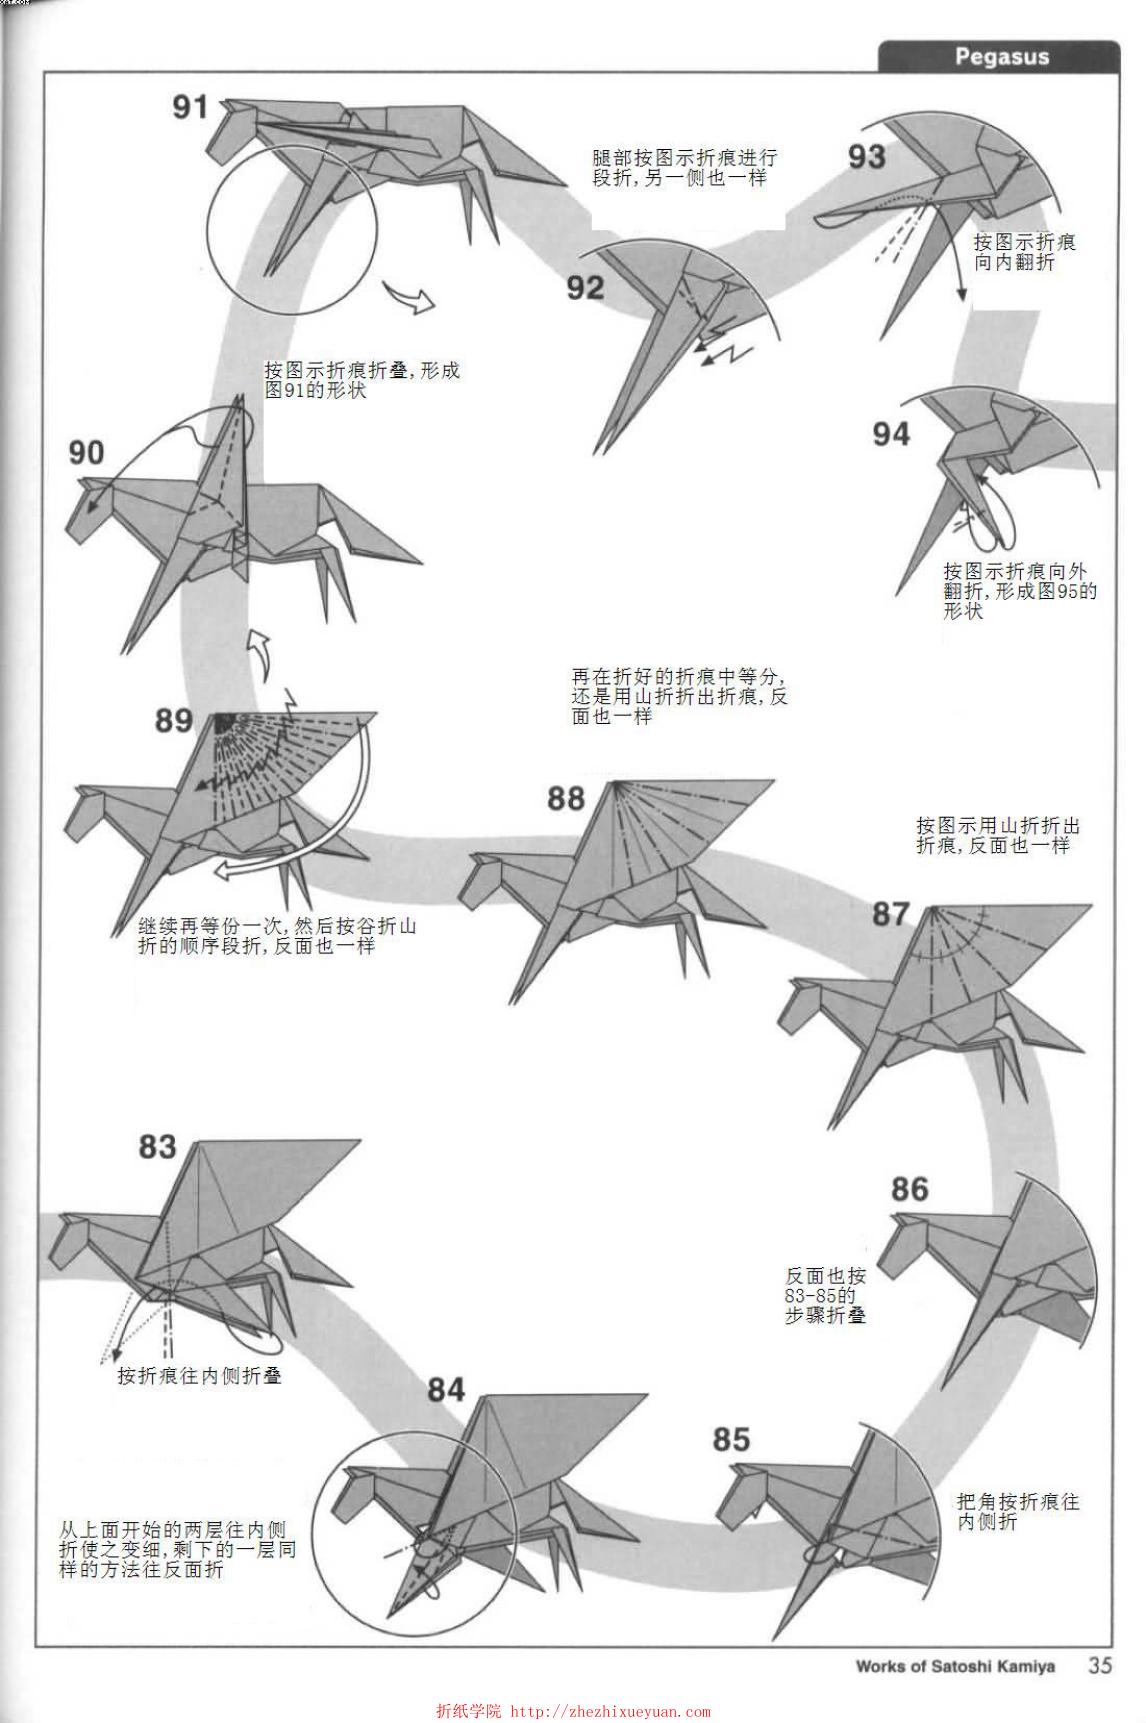 Pegasus
83
按折痕往内侧折叠
84
从上面开始的两层往内侧
折使之变细,剩下的一层同
样的方法往反面折
85
把角按折痕往
内侧折
86
反面也按
83-85的
步骤折叠
87
按图示用山折折出
折痕,反面也一样
88
再在折好的折痕中等分,
还是用山折折出折痕,反
面也一样
89
继续再等份一次,然后按谷折山
折的顺序段折,反面也一样
90
按图示折痕折叠,形成
图91的形状
91
92
腿部按图示折痕进行
段折,另一侧也一样
93
按图示折痕
向内翻折
94
按图示折痕向外
翻折,形成图95的
形状
Works of Satoshi Kamiya 35
折纸学院 http://zhezhixueyuan.com